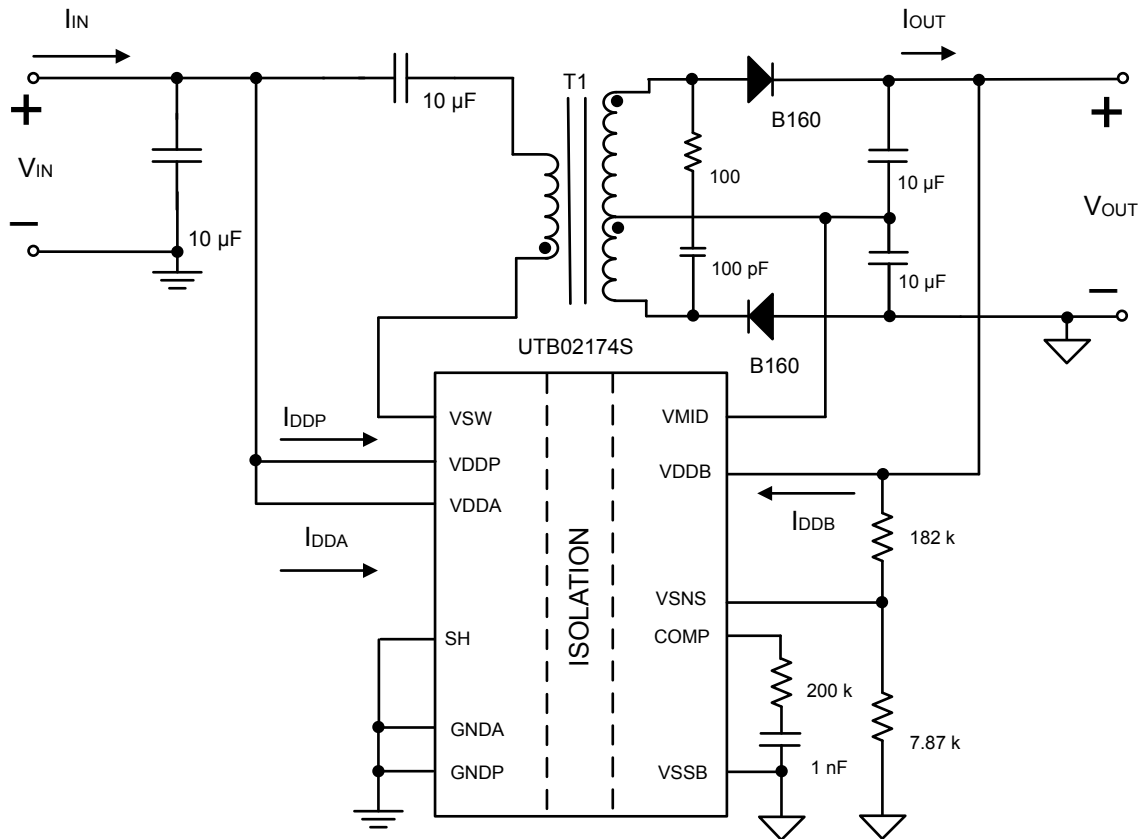 IIN
IOUT
T1
10 µF
B160
+
+
VIN
100
10 µF
VOUT
–
10 µF
100 pF
10 µF
–
UTB02174S
B160
VSW
VMID
IDDP
VDDP
VDDB
VDDA
IDDB
IDDA
182 k
ISOLATION
VSNS
SH
COMP
200 k
GNDA
7.87 k
GNDP
VSSB
1 nF